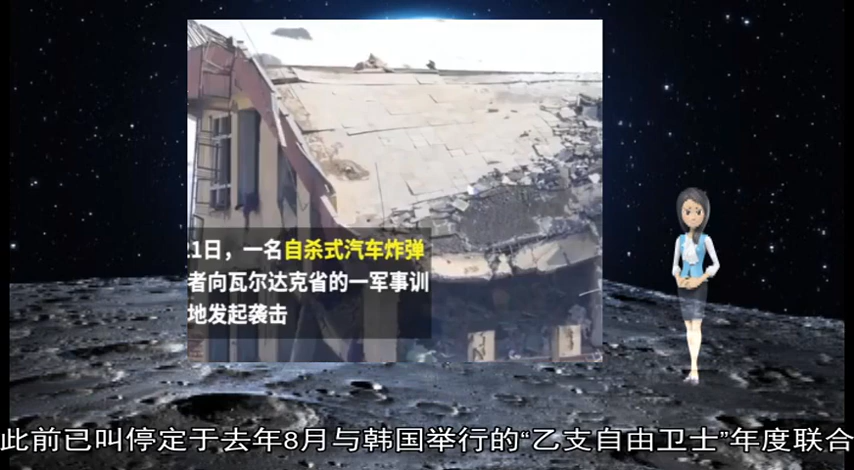 21日，一名自杀式汽车炸弹
者向瓦尔达克省的一军事训
地发起袭击
此前已叫停定于去年8月与韩国举行的“乙支自由卫士”年度联合